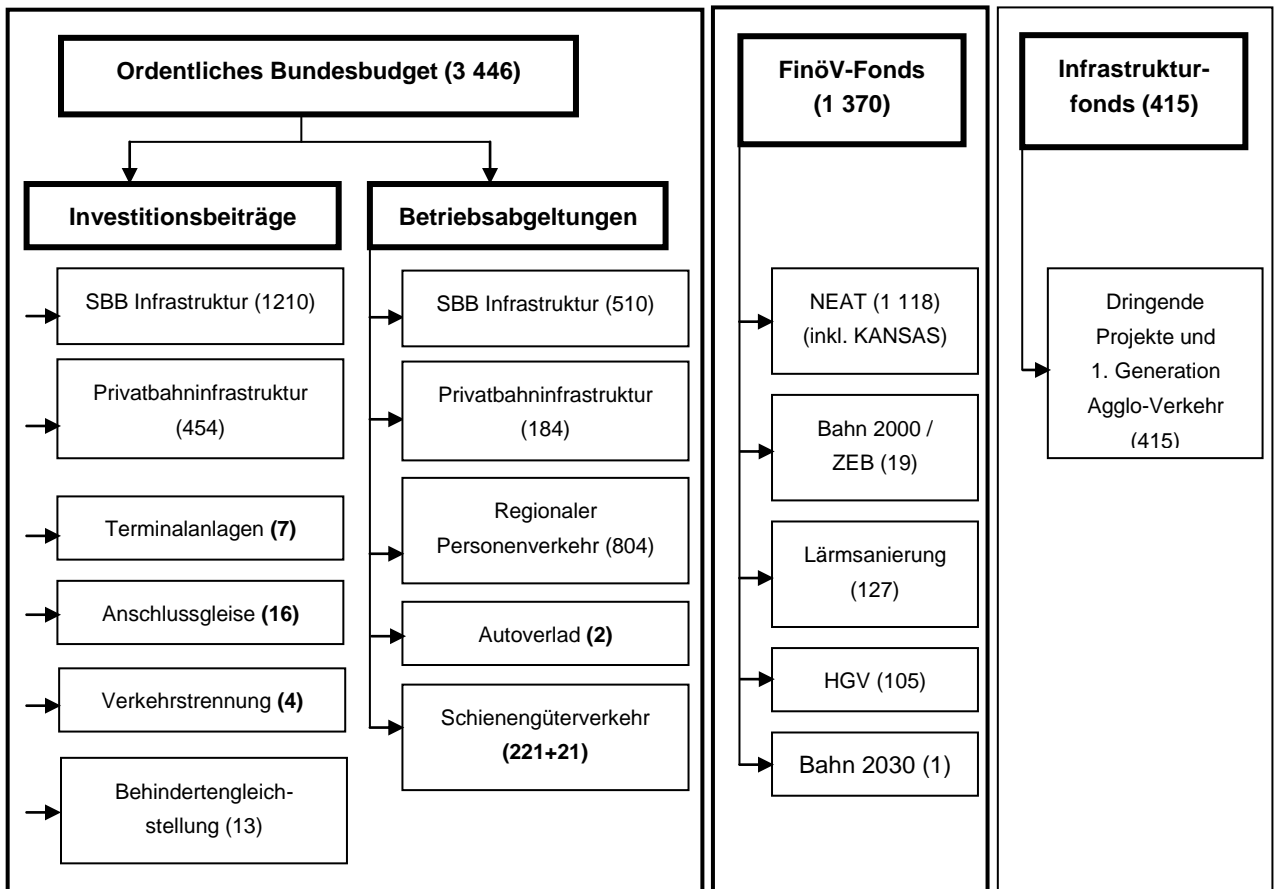 Ordentliches Bundesbudget (3 446)
Investitionsbeiträge
SBB Infrastruktur (1210)
Privatbahninfrastruktur
(454)
Terminalanlagen (7)
Anschlussgleise (16)
Verkehrstrennung (4)
Behindertengleich-
stellung (13)
Betriebsabgeltungen
SBB Infrastruktur (510)
Privatbahninfrastruktur
(184)
Regionaler
Personenverkehr (804)
Autoverlad (2)
Schienengüterverkehr
(221+21)
FinöV-Fonds
(1 370)
NEAT (1 118)
(inkl. KANSAS)
Bahn 2000 /
ZEB (19)
Lärmsanierung
(127)
HGV (105)
Bahn 2030 (1)
Infrastruktur-
fonds (415)
Dringende
Projekte und
1. Generation
Agglo-Verkehr
(415)